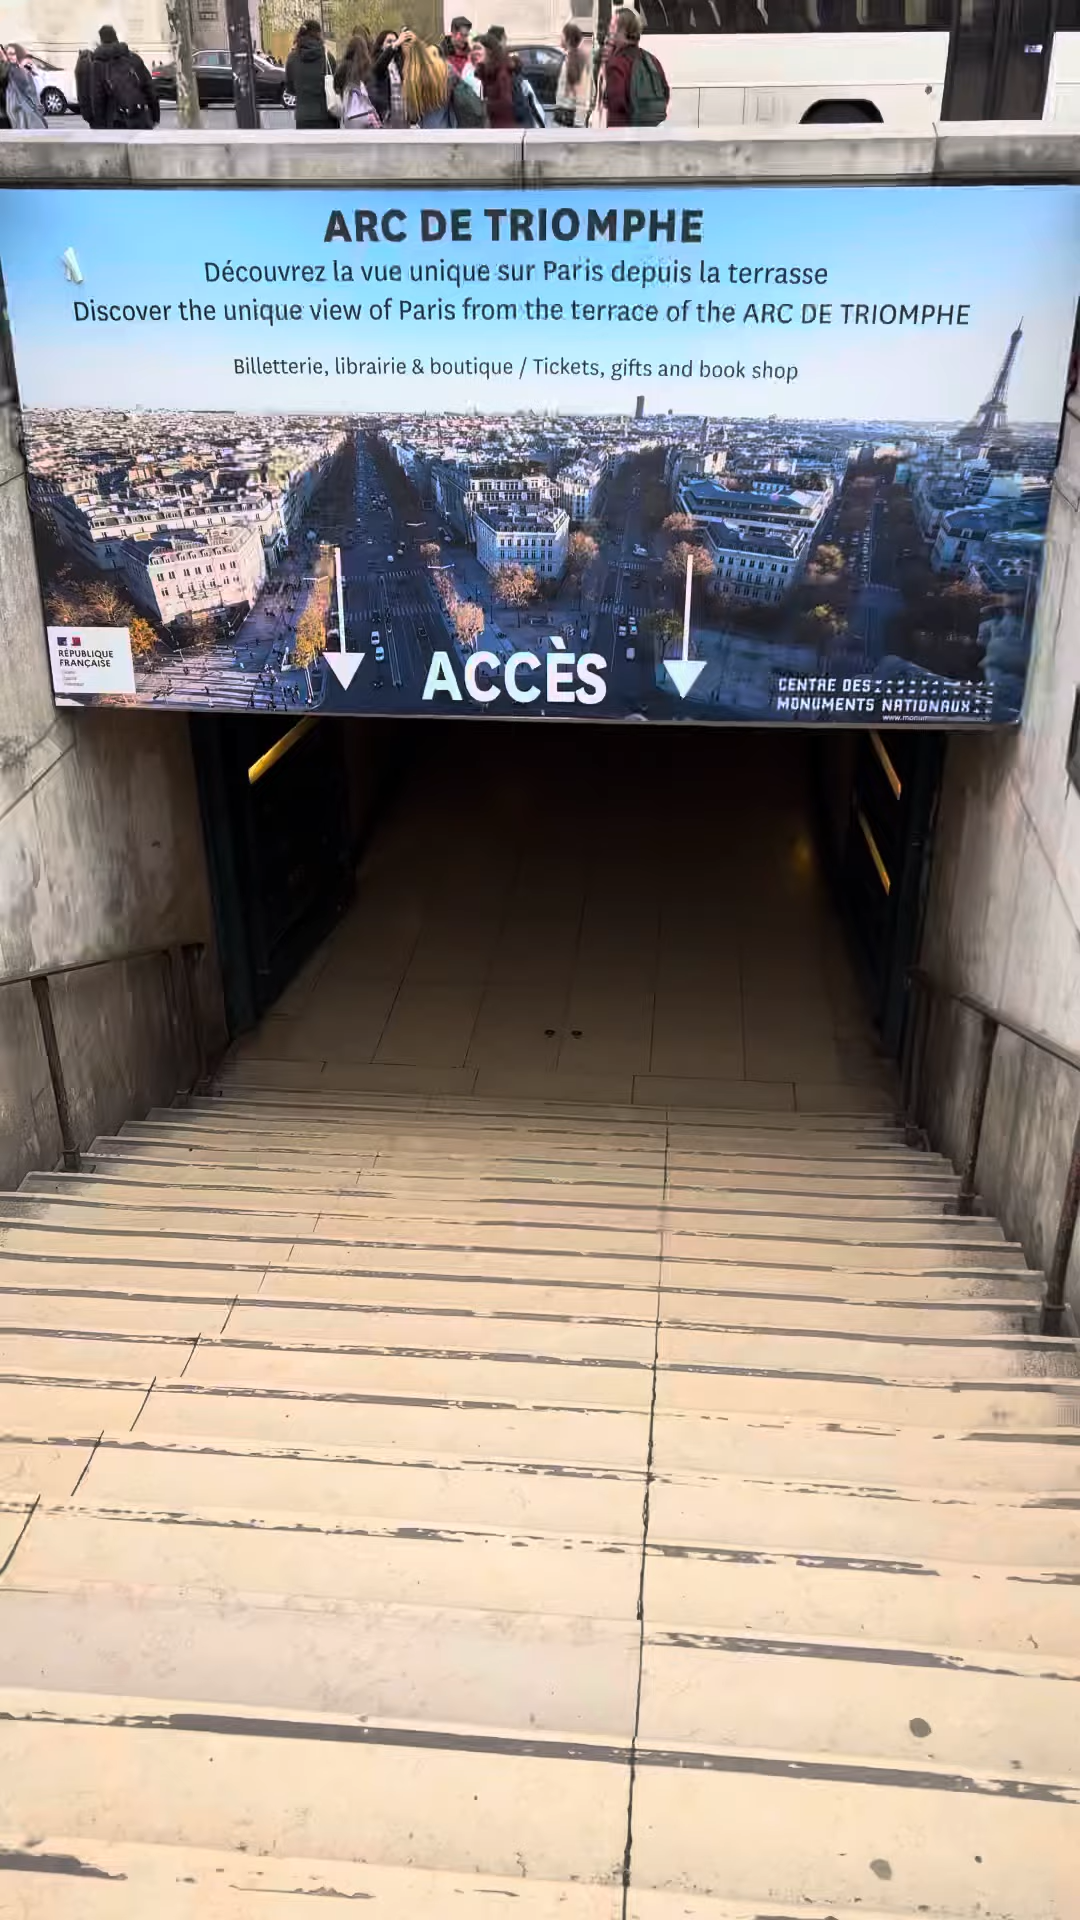 ARC DE TRIOMPHE
Découvrez la vue unique sur Paris depuis la terrasse
Discover the unique view of Paris from the terrace of the ARC DE TRIOMPHE
Billetterie, librairie & boutique / Tickets, gifts and book shop
RÉPUBLIQUE
FRANÇAISE
ACCÈS
CENTRE DES
MONUMENTS NATIONAUX